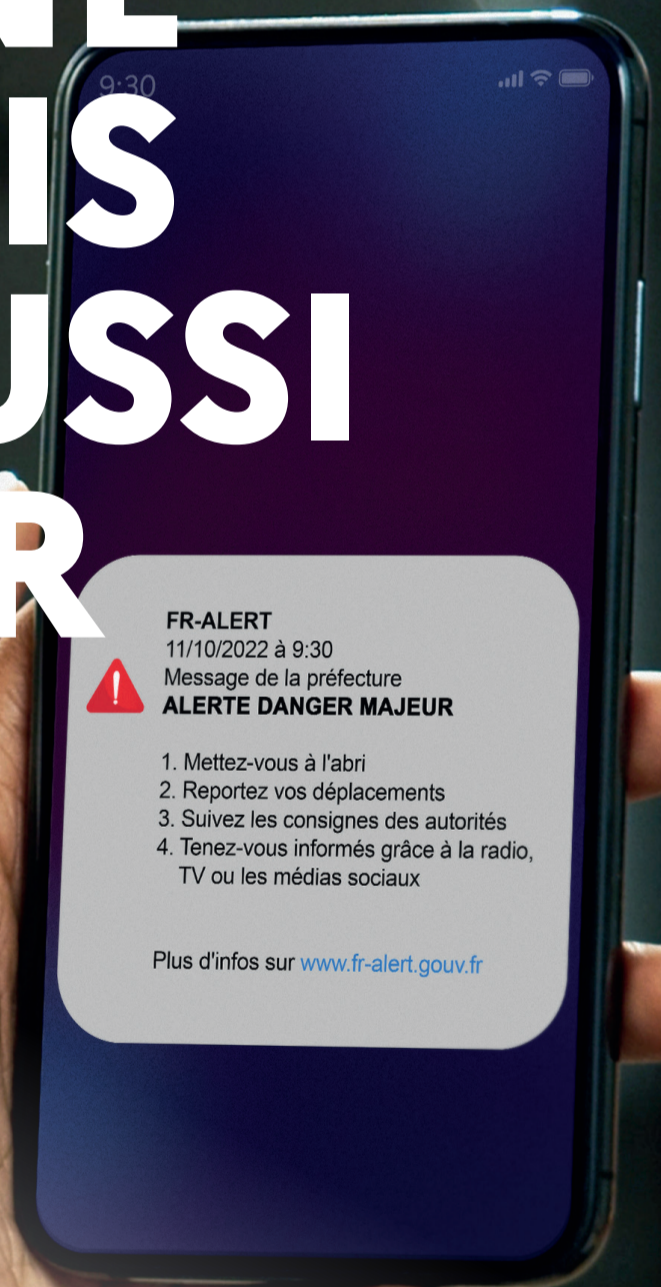 NE
IS
USSI
R
9:30
FR-ALERT
11/10/2022 à 9:30
Message de la préfecture
ALERTE DANGER MAJEUR
1. Mettez-vous à l'abri
2. Reportez vos déplacements
3. Suivez les consignes des autorités
4. Tenez-vous informés grâce à la radio,
TV ou les médias sociaux
Plus d'infos sur www.fr-alert.gouv.fr